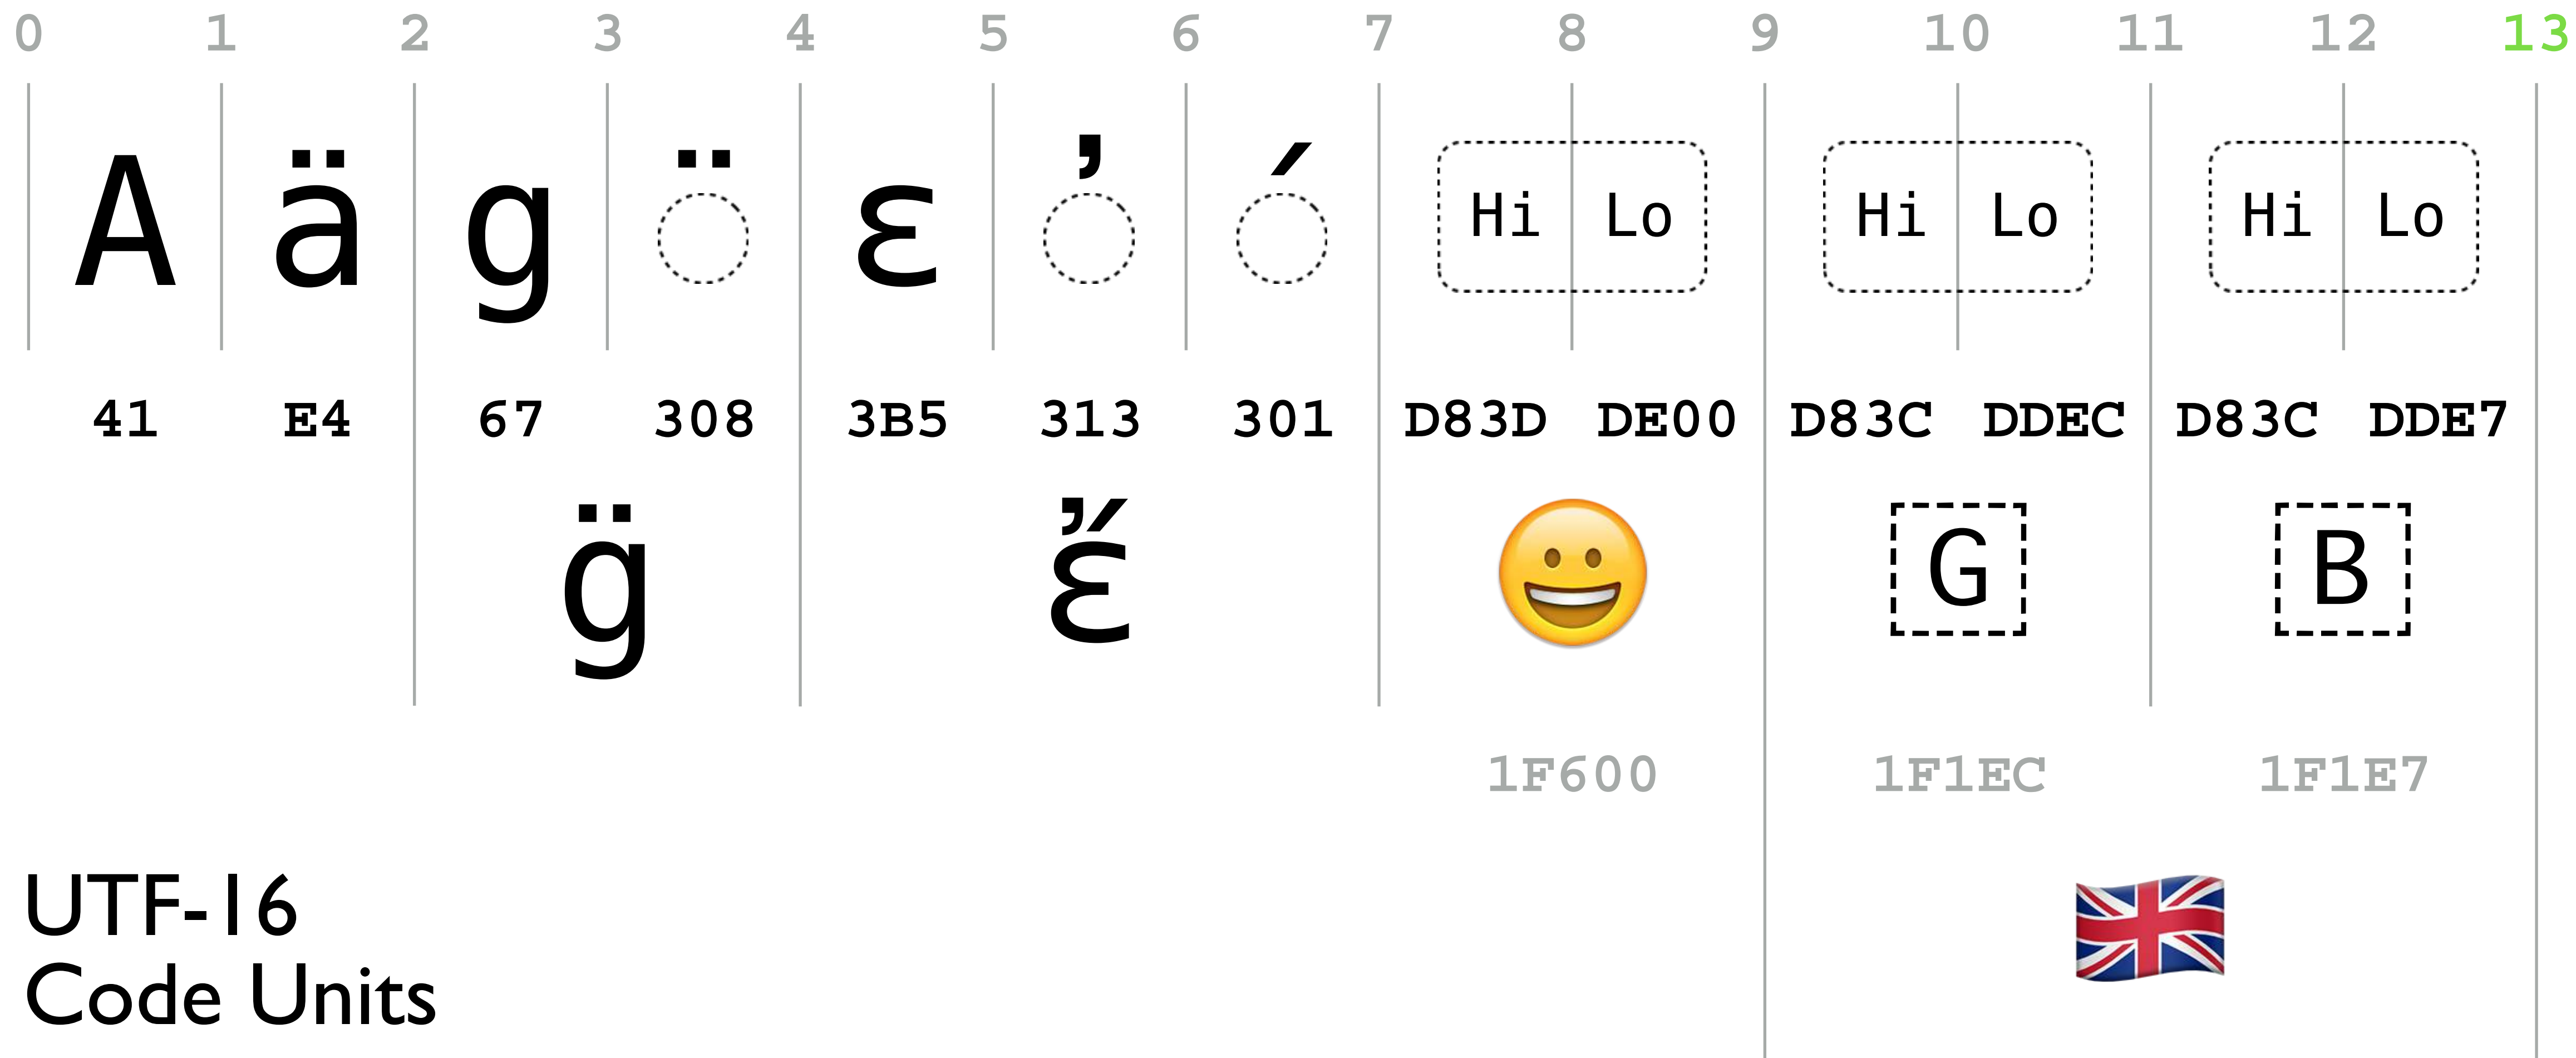 0 1 2 3 4 5 6 7 8 9 10 11 12 13
A ä g ̈ ε ̓ ́ Hi Lo Hi Lo Hi Lo
41 E4 67 308 3B5 313 301 D83D DE00 D83C DDEC D83C DDE7
g̈ ἔ 😀 G B
1F600 1F1EC 1F1E7
🇬🇧
UTF-16
Code Units